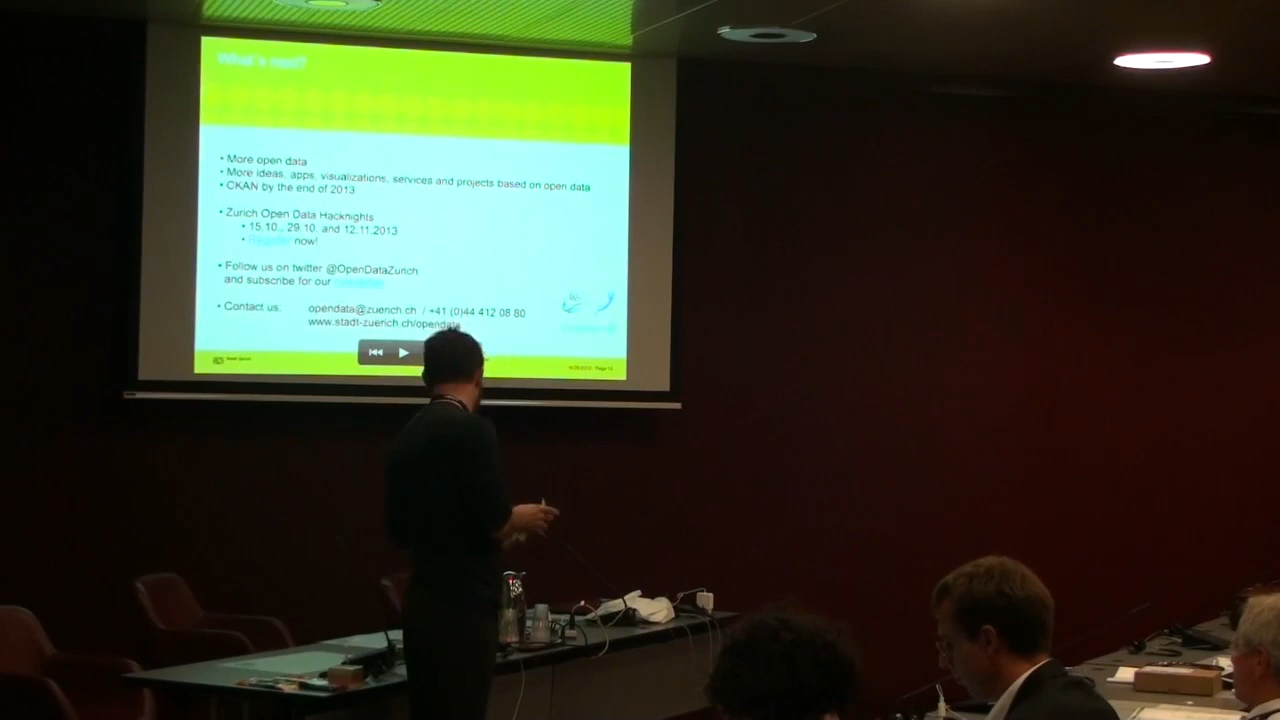 What's next?
• More open data
• More ideas, apps, visualizations, services and projects based on open data
• CKAN by the end of 2013
• Zurich Open Data Hacknights
• 15.10., 29.10. and 12.11.2013
• Register now!
• Follow us on twitter @OpenDataZurich
and subscribe for our newsletter
• Contact us: opendata@zuerich.ch / +41 (0)44 412 08 80
www.stadt-zuerich.ch/opendata